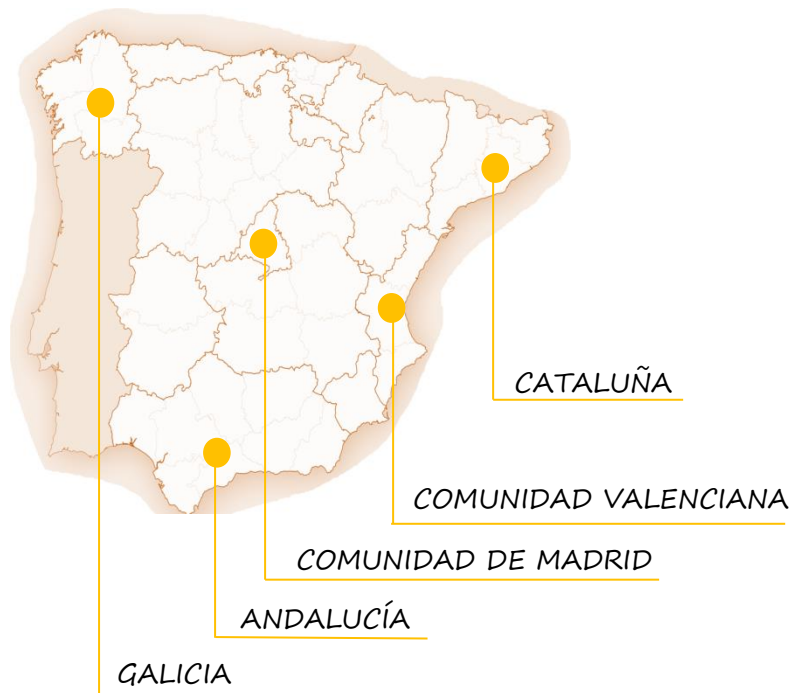 CATALUÑA
COMUNIDAD VALENCIANA
COMUNIDAD DE MADRID
ANDALUCÍA
GALICIA